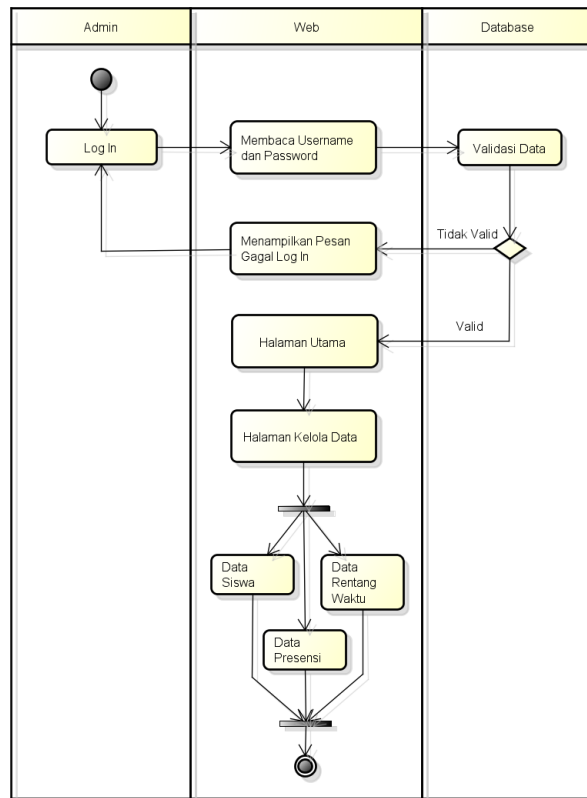 Admin
Web
Database
Log In
Membaca Username
dan Password
Validasi Data
Tidak Valid
Menampilkan Pesan
Gagal Log In
Valid
Halaman Utama
Halaman Kelola Data
Data
Siswa
Data
Rentang
Waktu
Data
Presensi